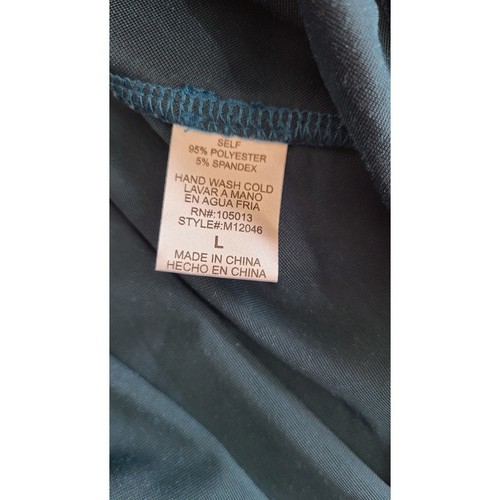 SELF
95% POLYESTER
5% SPANDEX
HAND WASH COLD
LAVAR A MANO
EN AGUA FRIA
RN#:105013
STYLE#:M12046
L
MADE IN CHINA
HECHO EN CHINA